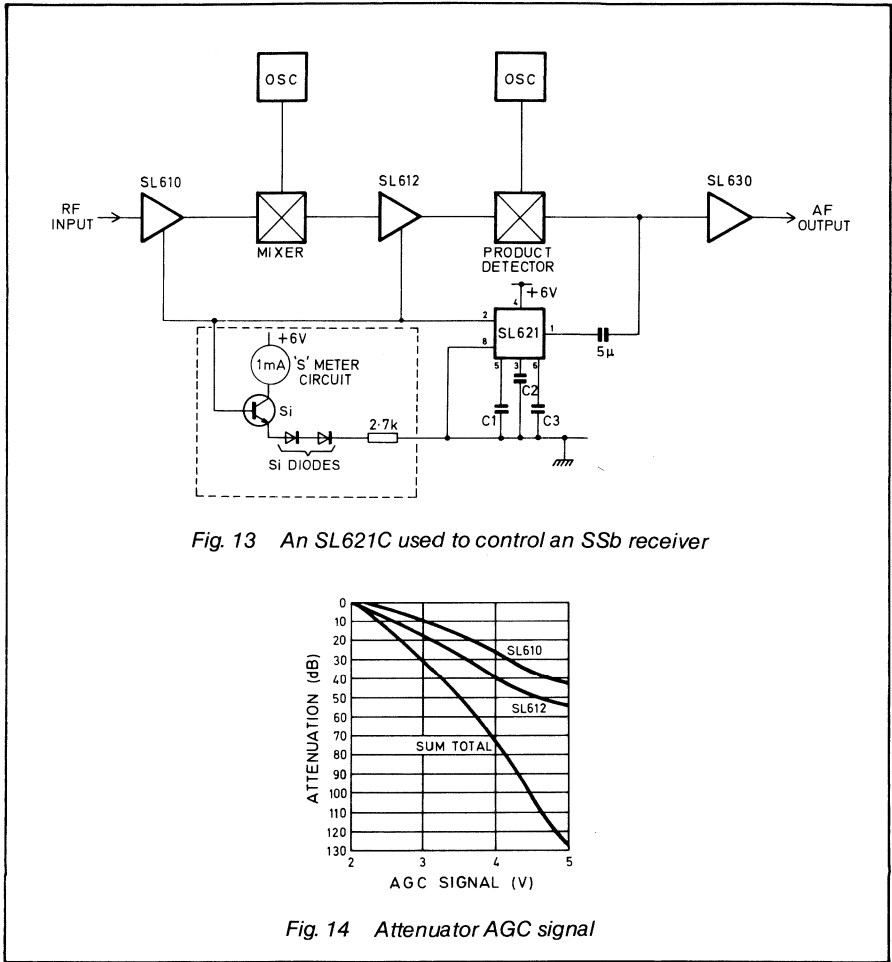 OSC
OSC
SL610
SL612
SL630
RF
INPUT
MIXER
PRODUCT
DETECTOR
AF
OUTPUT
+6V
4
2
SL621
1
8
5
3
6
5μ
C1
C2
C3
+6V
1mA
'S' METER
CIRCUIT
Si
2·7k
Si DIODES
Fig. 13 An SL621C used to control an SSb receiver
0
10
20
30
40
50
60
70
80
90
100
110
120
130
ATTENUATION (dB)
SL610
SL612
SUM TOTAL
2
3
4
5
AGC SIGNAL (V)
Fig. 14 Attenuator AGC signal